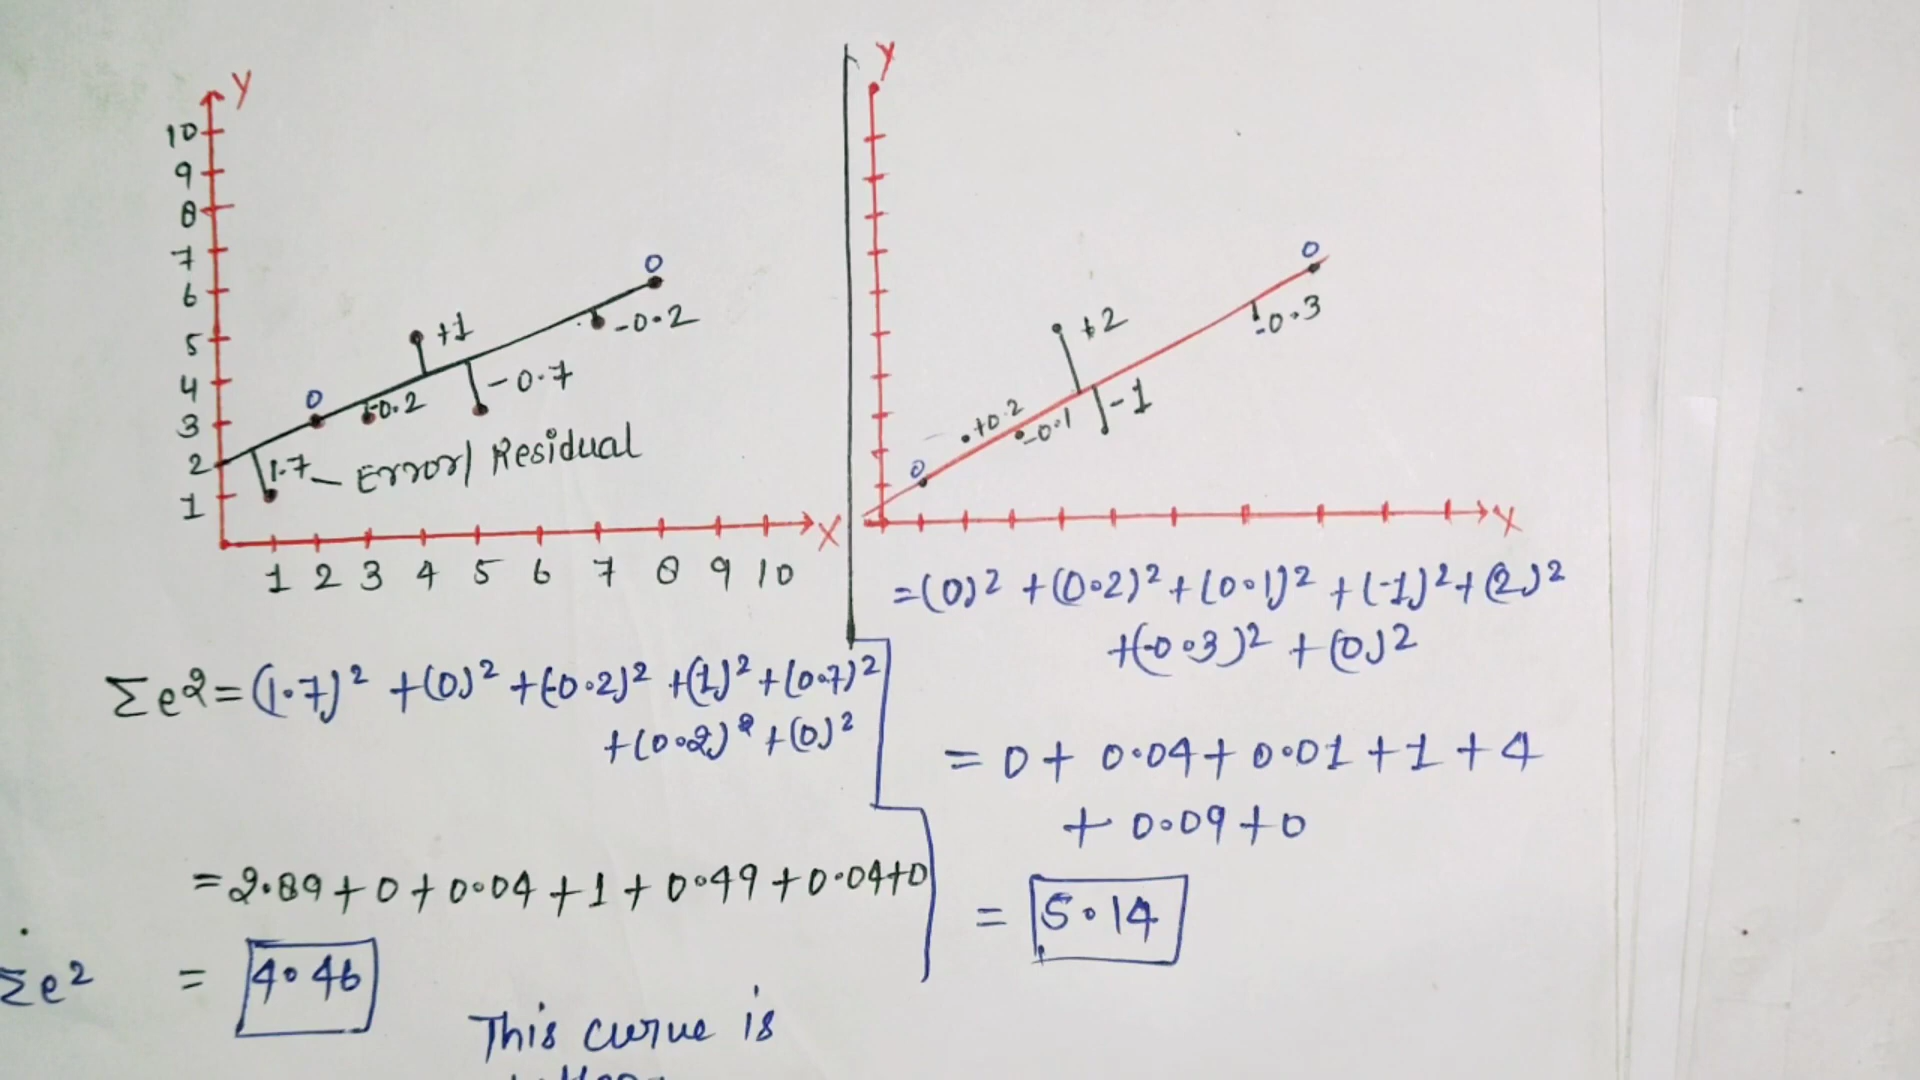 Y
10
9
8
7
6
5
4
3
2
1
0
+1
0
-0.2
-0.7
-0.2
1.7 — Error/ Residual
X
1 2 3 4 5 6 7 8 9 10
Σe2 = (1.7)2 + (0)2 + (-0.2)2 + (1)2 + (0.7)2
+ (0.2)2 + (0)2
= 2.89 + 0 + 0.04 + 1 + 0.49 + 0.04 + 0
Σe2 = 4.46
This curve is
Y
0
+2
-0.3
-1
+0.2
-0.1
0
X
= (0)2 + (0.2)2 + (0.1)2 + (-1)2 + (2)2
+ (-0.3)2 + (0)2
= 0 + 0.04 + 0.01 + 1 + 4
+ 0.09 + 0
= 5.14